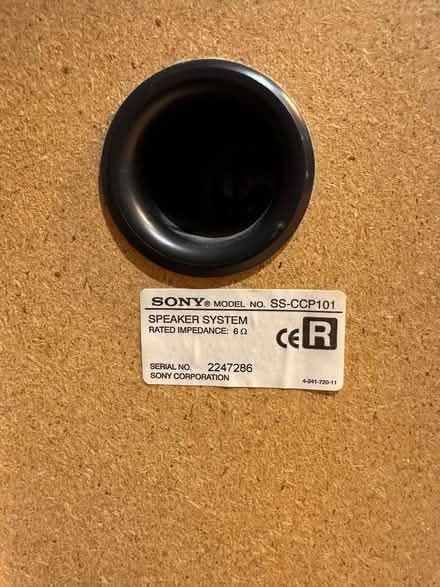 SONY® MODEL NO. SS-CCP101
SPEAKER SYSTEM
RATED IMPEDANCE: 6 Ω
CE R
SERIAL NO. 2247286
SONY CORPORATION 4-241-720-11